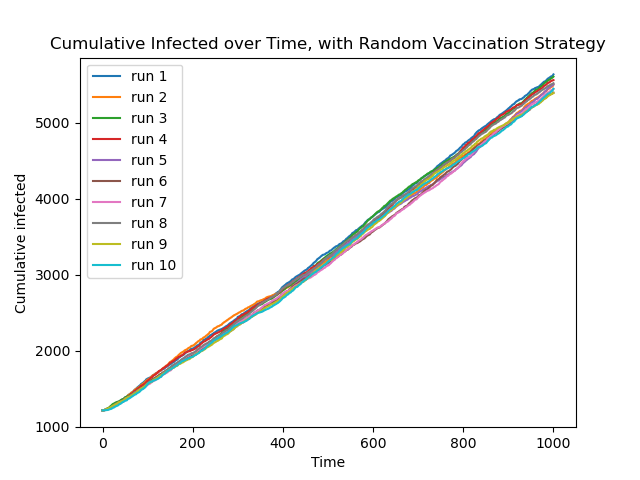 Cumulative Infected over Time, with Random Vaccination Strategy
run 1
run 2
run 3
run 4
run 5
run 6
run 7
run 8
run 9
run 10
5000
4000
3000
2000
1000
Cumulative infected
0 200 400 600 800 1000
Time